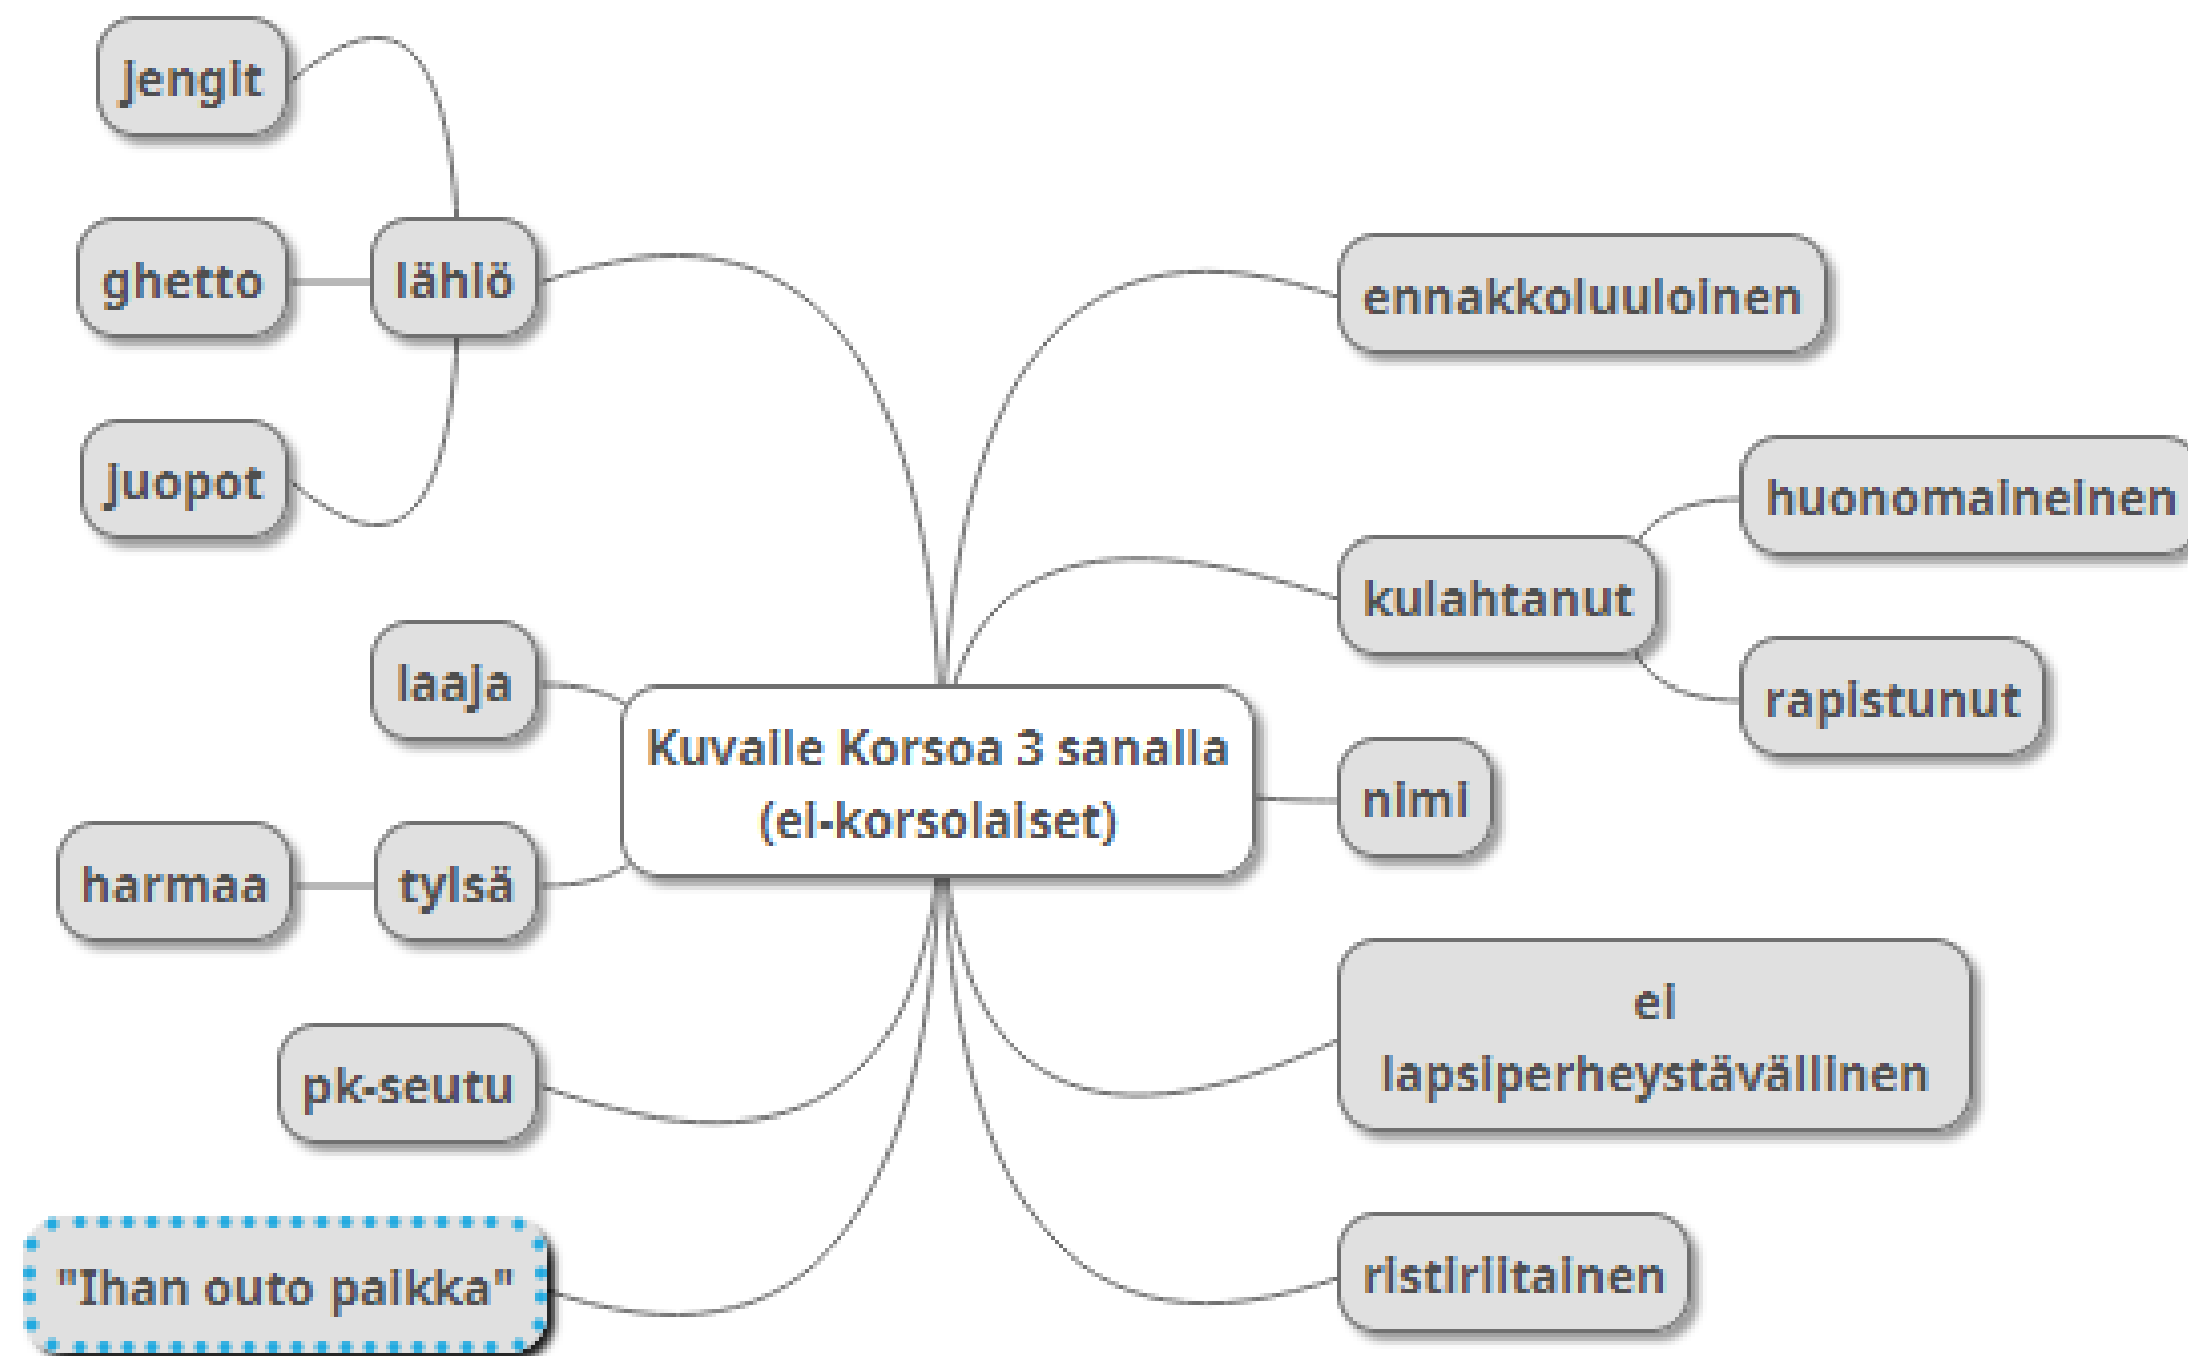 jengit
ghetto
lähiö
juopot
ennakkoluuloinen
huonomaineinen
kulahtanut
rapistunut
laaja
Kuvaile Korsoa 3 sanalla
(ei-korsolaiset)
nimi
harmaa
tylsä
pk-seutu
ei
lapsiperheystävällinen
"Ihan outo paikka"
ristiriitainen